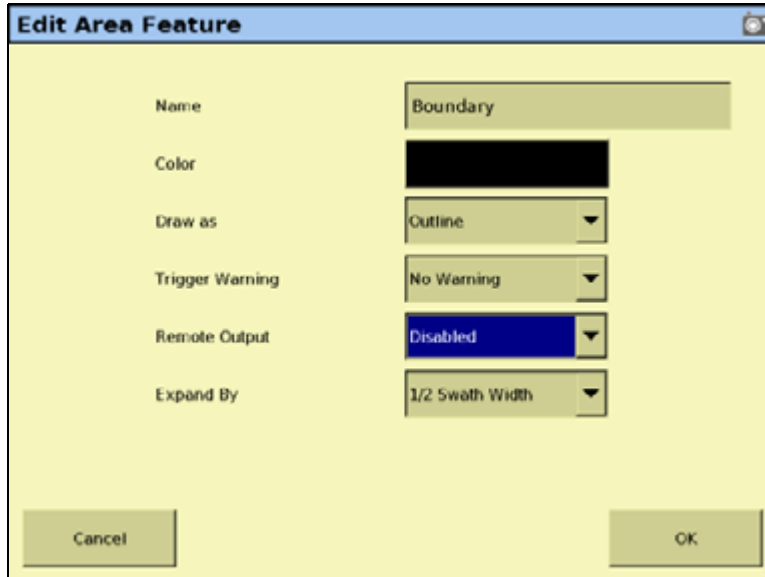 Edit Area Feature
Name Boundary
Color
Draw as Outline
Trigger Warning No Warning
Remote Output Disabled
Expand By 1/2 Swath Width
Cancel OK